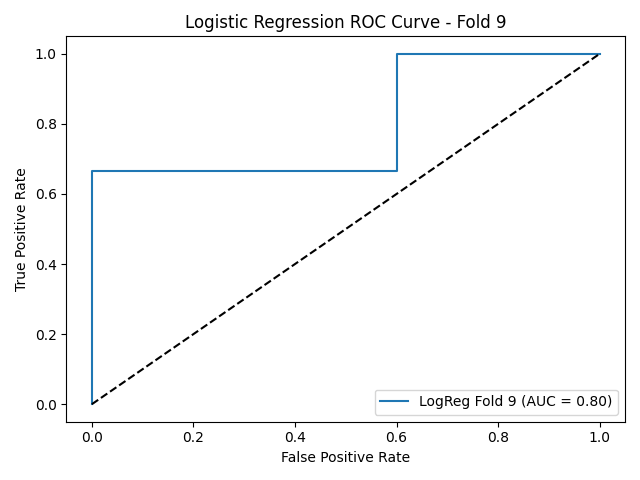 Logistic Regression ROC Curve - Fold 9
True Positive Rate
1.0
0.8
0.6
0.4
0.2
0.0
LogReg Fold 9 (AUC = 0.80)
0.0 0.2 0.4 0.6 0.8 1.0
False Positive Rate